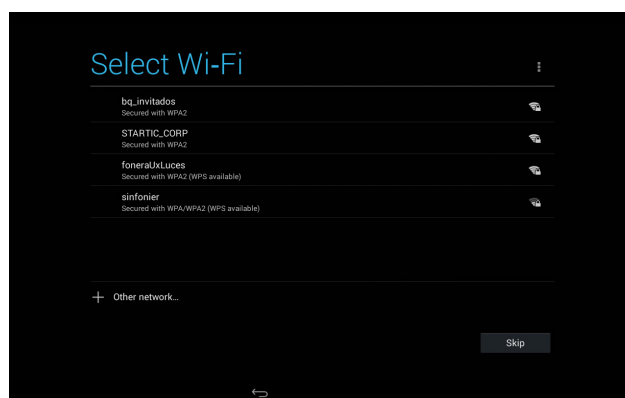 Select Wi-Fi
bq_invitados
Secured with WPA2
STARTIC_CORP
Secured with WPA2
foneraUxLuces
Secured with WPA2 (WPS available)
sinfonier
Secured with WPA/WPA2 (WPS available)
Other network...
Skip